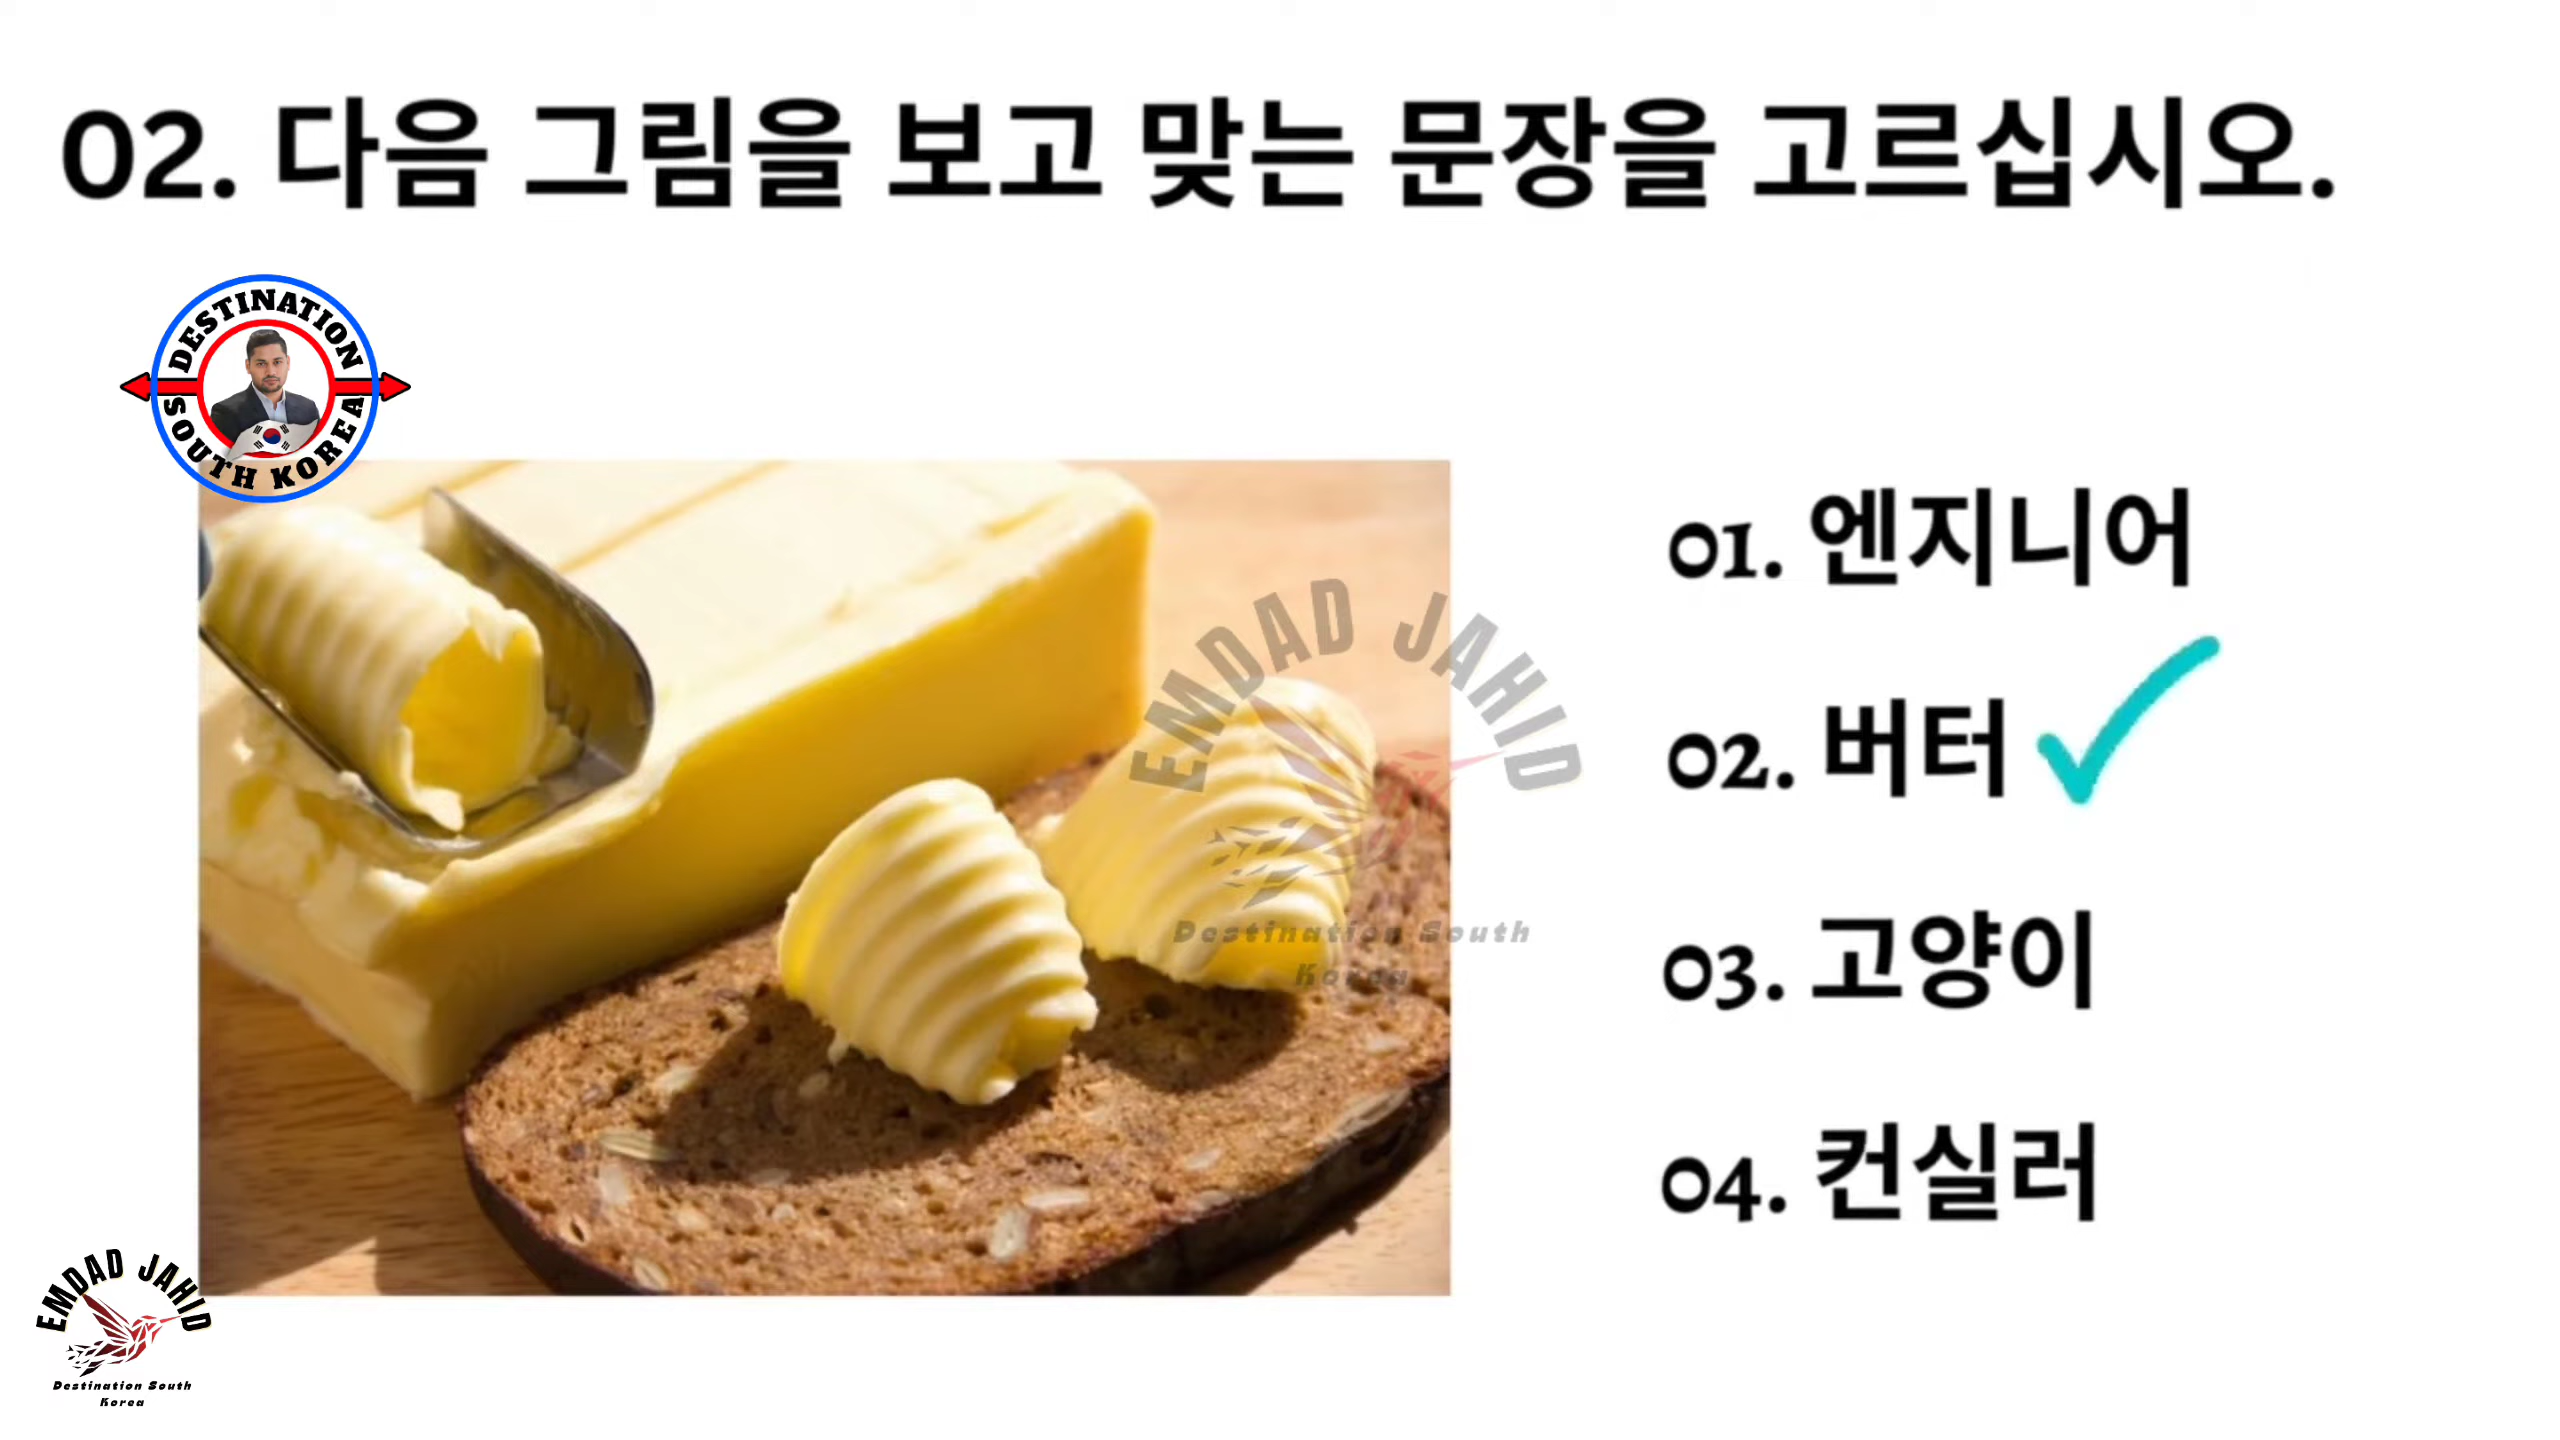 02. 다음 그림을 보고 맞는 문장을 고르십시오.
DESTINATION
SOUTH KOREA
01. 엔지니어
EMDAD JAHID
Destination South
Korea
02. 버터
03. 고양이
04. 컨실러
EMDAD JAHID
Destination South
Korea